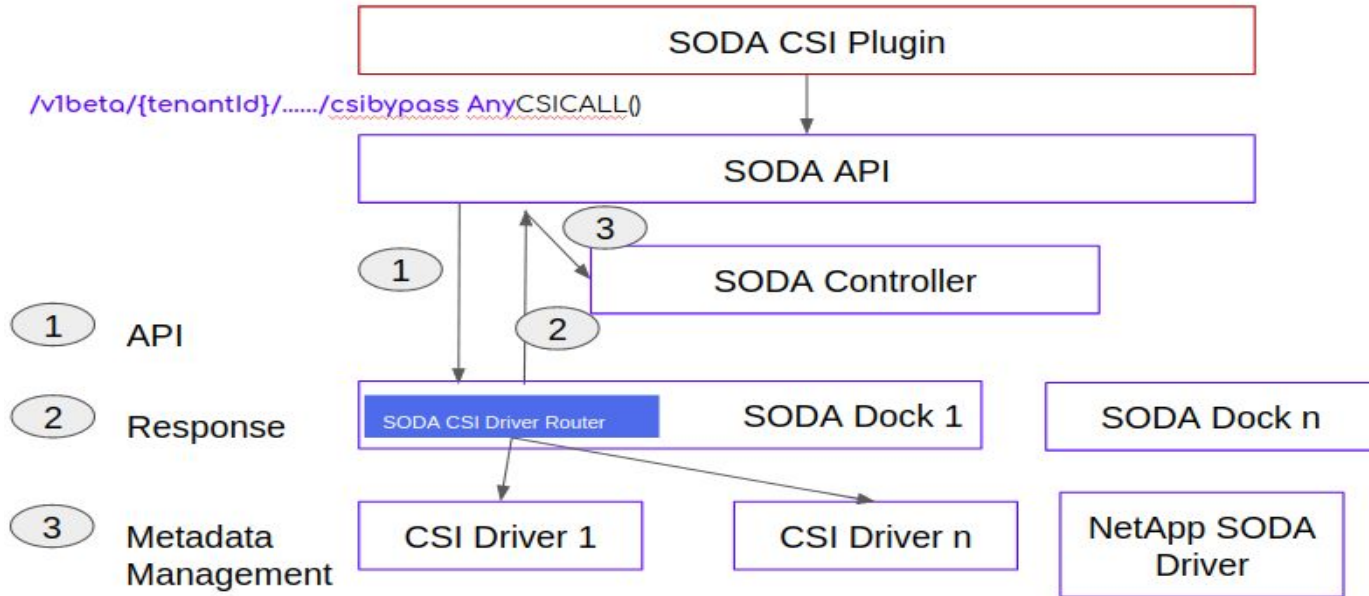 SODA CSI Plugin
/v1beta/{tenantId}/....../csibypass AnyCSICALL()
SODA API
3
1
SODA Controller
1
API
2
2
Response
SODA CSI Driver Router
SODA Dock 1
SODA Dock n
3
Metadata
Management
CSI Driver 1
CSI Driver n
NetApp SODA
Driver